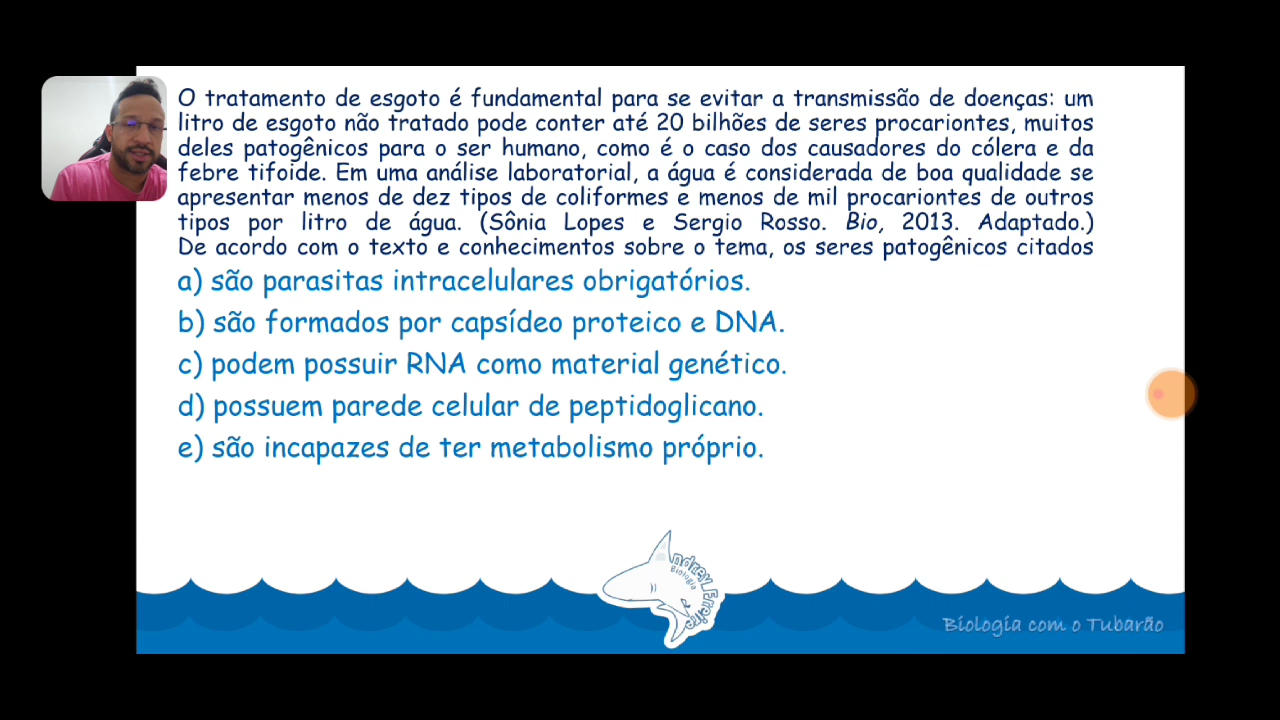 O tratamento de esgoto é fundamental para se evitar a transmissão de doenças: um
litro de esgoto não tratado pode conter até 20 bilhões de seres procariontes, muitos
deles patogênicos para o ser humano, como é o caso dos causadores do cólera e da
febre tifoide. Em uma análise laboratorial, a água é considerada de boa qualidade se
apresentar menos de dez tipos de coliformes e menos de mil procariontes de outros
tipos por litro de água. (Sônia Lopes e Sergio Rosso. Bio, 2013. Adaptado.)
De acordo com o texto e conhecimentos sobre o tema, os seres patogênicos citados
a) são parasitas intracelulares obrigatórios.
b) são formados por capsídeo proteico e DNA.
c) podem possuir RNA como material genético.
d) possuem parede celular de peptidoglicano.
e) são incapazes de ter metabolismo próprio.
Biologia
Biologia com o Tubarão